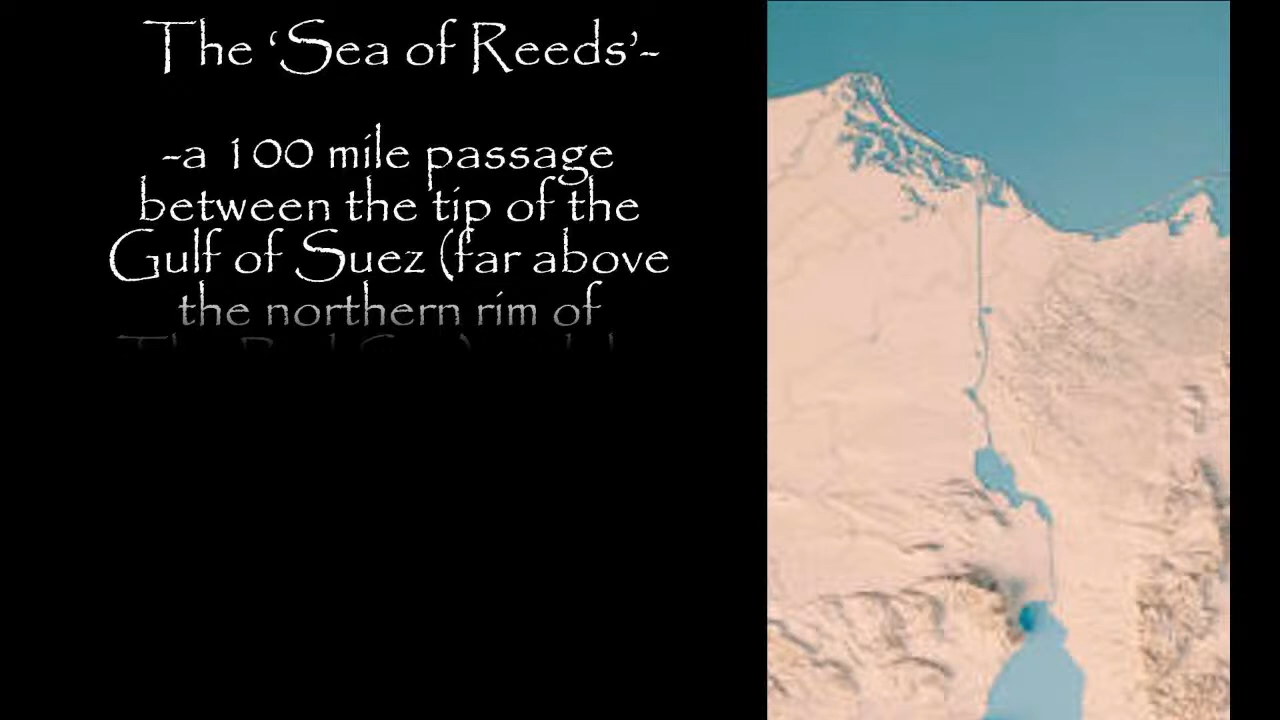 The ‘Sea of Reeds’-
-a 100 mile passage
between the tip of the
Gulf of Suez (far above
the northern rim of